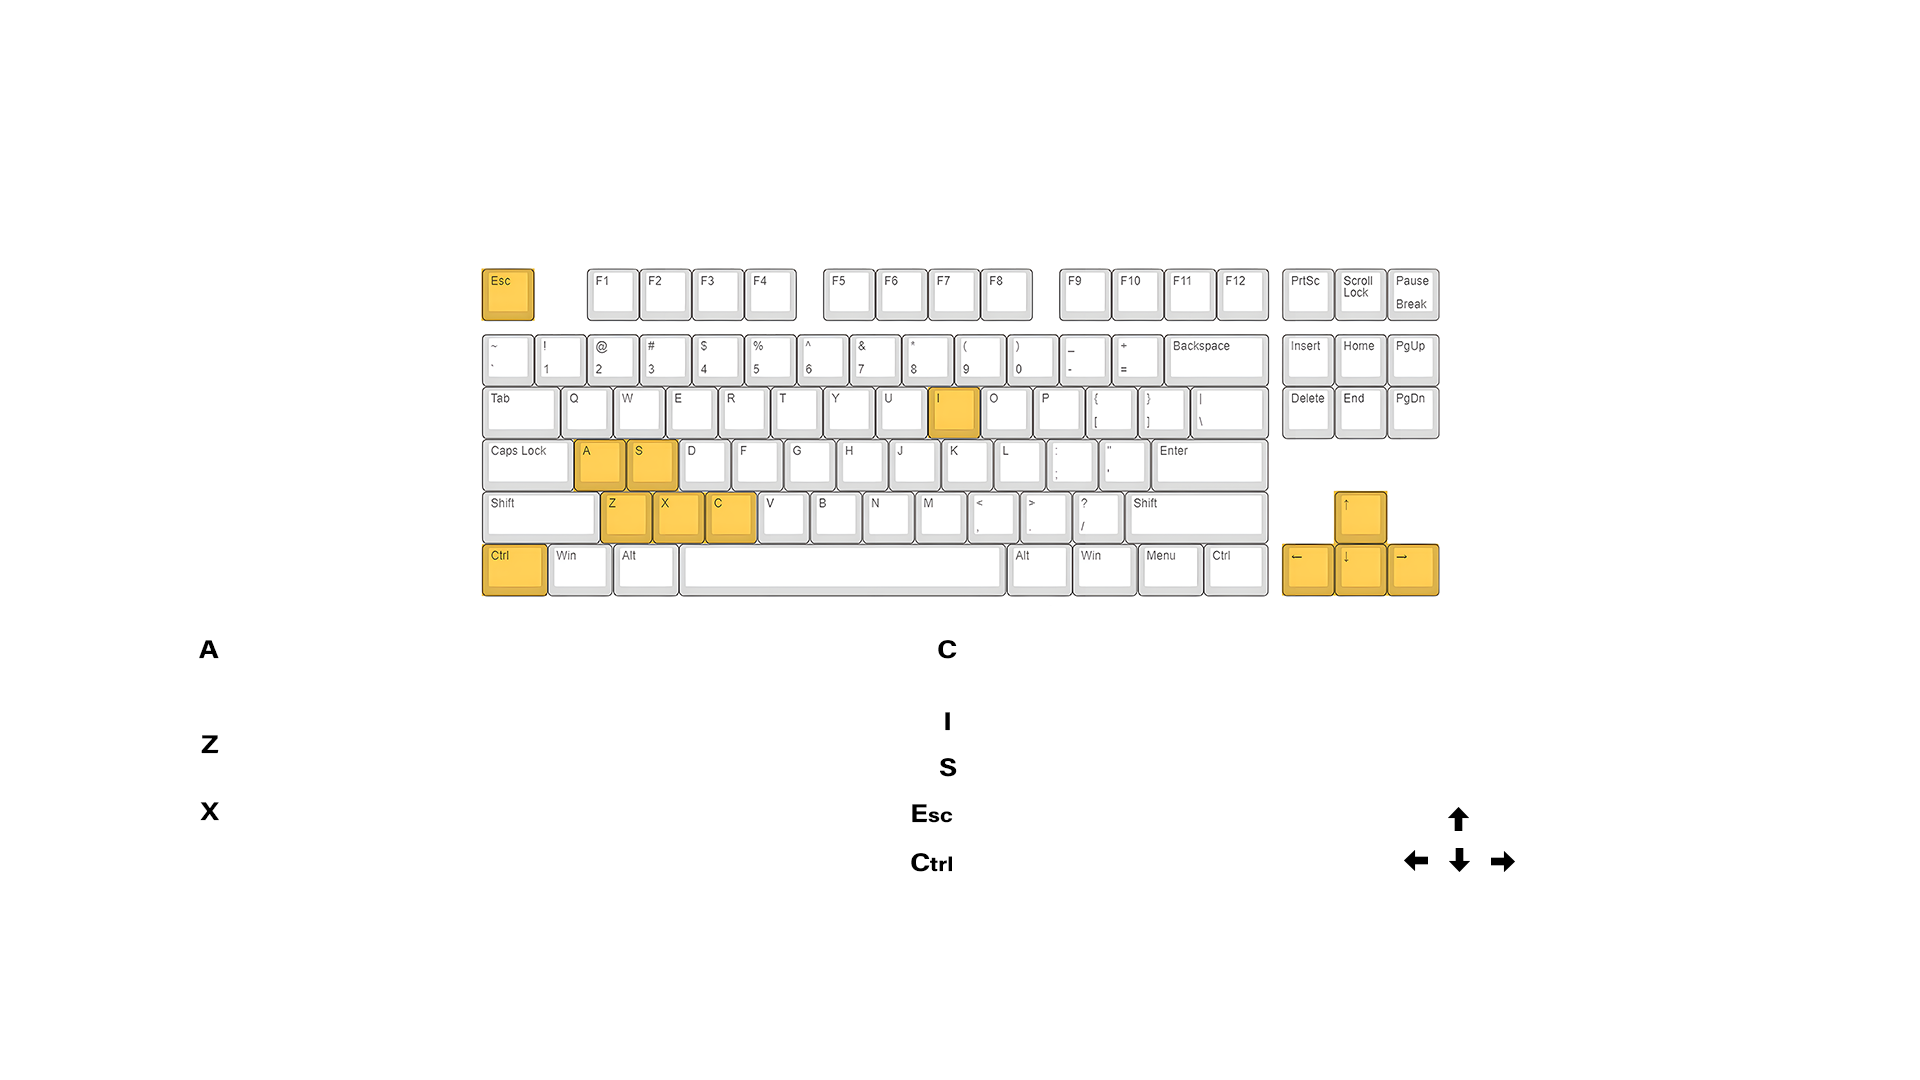 Esc F1 F2 F3 F4 F5 F6 F7 F8 F9 F10 F11 F12 PrtSc Scroll Lock Pause Break
~ ! @ # $ % ^ & * ( ) _ + Backspace Insert Home PgUp
` 1 2 3 4 5 6 7 8 9 0 - =
Tab Q W E R T Y U I O P { } | Delete End PgDn
[ ] \
Caps Lock A S D F G H J K L : " Enter
; '
Shift Z X C V B N M < > ? Shift ↑
, . /
Ctrl Win Alt Alt Win Menu Ctrl ← ↓ →
A
Z
X
C
I
S
Esc
Ctrl
↑
← ↓ →